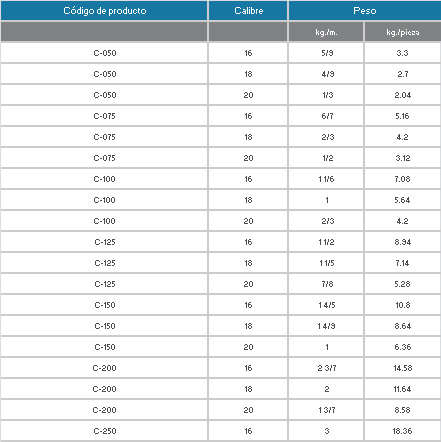 Código de producto Calibre Peso
kg./m. kg./pieza
C-050 16 5/9 3.3
C-050 18 4/9 2.7
C-050 20 1/3 2.04
C-075 16 6/7 5.16
C-075 18 2/3 4.2
C-075 20 1/2 3.12
C-100 16 1 1/6 7.08
C-100 18 1 5.64
C-100 20 2/3 4.2
C-125 16 1 1/2 8.94
C-125 18 1 1/5 7.14
C-125 20 7/8 5.28
C-150 16 1 4/5 10.8
C-150 18 1 4/9 8.64
C-150 20 1 6.36
C-200 16 2 3/7 14.58
C-200 18 2 11.64
C-200 20 1 3/7 8.58
C-250 16 3 18.36